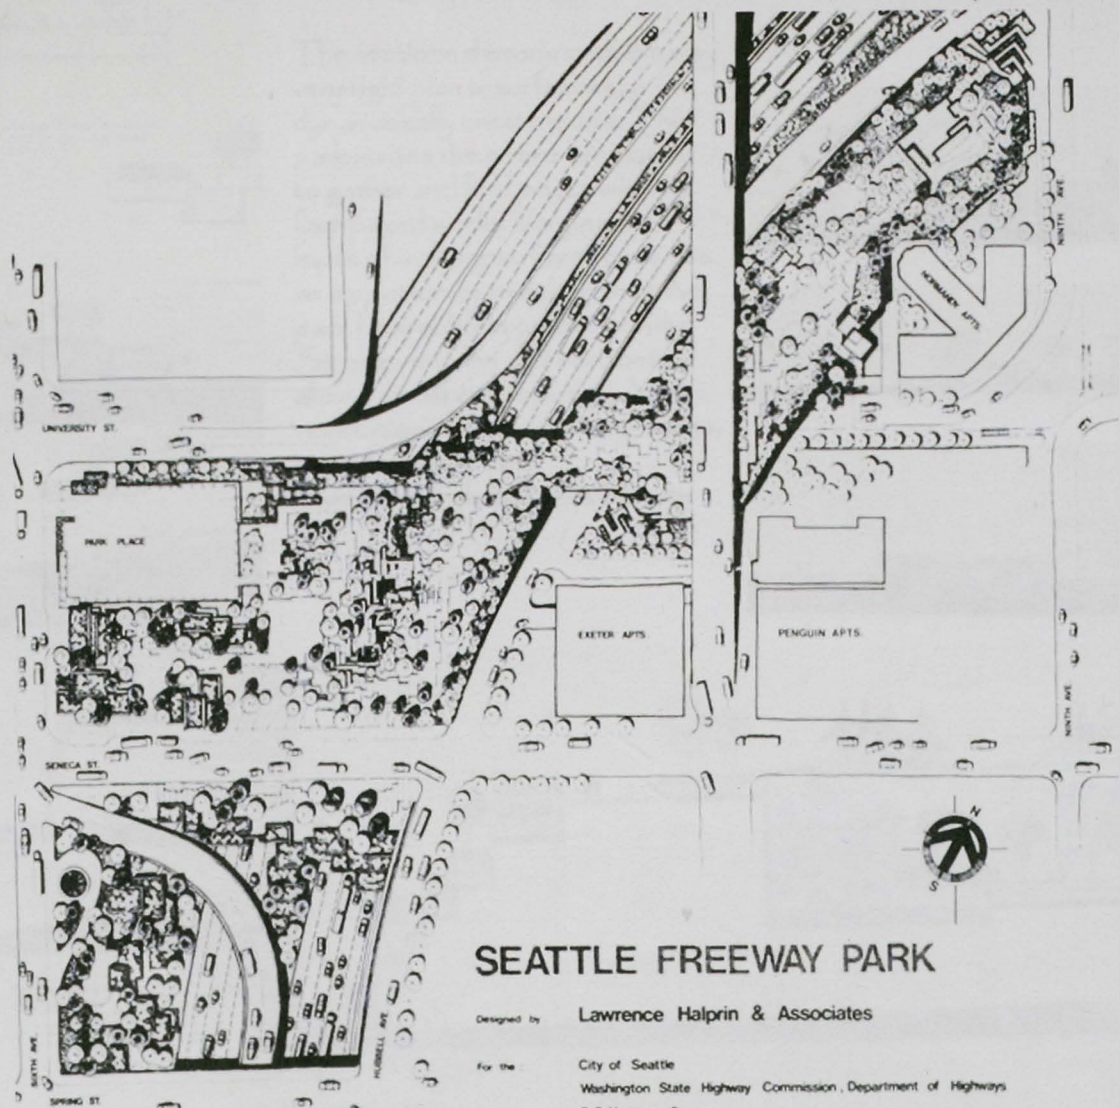 NINTH AVE.
NORMANDY APTS.
UNIVERSITY ST.
PARK PLACE
EXETER APTS.
PENGUIN APTS.
NINTH AVE.
SENECA ST.
N
S
SEATTLE FREEWAY PARK
Designed by Lawrence Halprin & Associates
For the: City of Seattle
Washington State Highway Commission, Department of Highways
SIXTH AVE.
HUBBELL AVE.
SPRING ST.